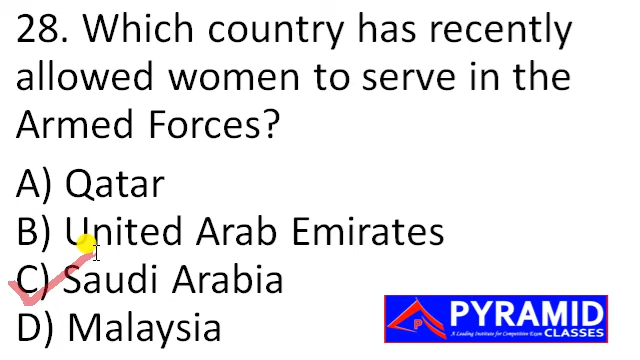 28. Which country has recently
allowed women to serve in the
Armed Forces?
A) Qatar
B) United Arab Emirates
C) Saudi Arabia
D) Malaysia
P
PYRAMID
A Leading Institute for Competitive Exam
CLASSES